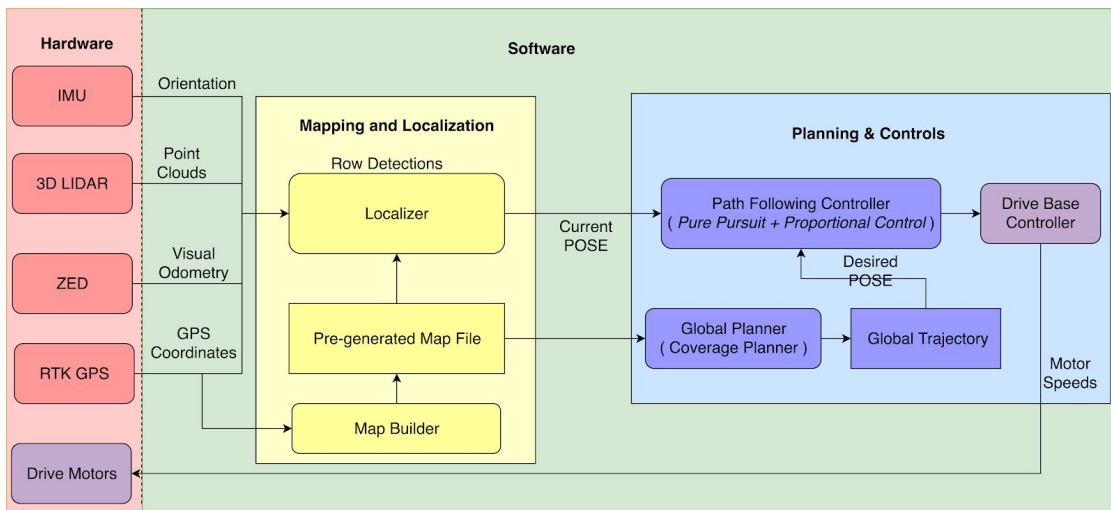 Hardware
Software
IMU
Orientation
3D LIDAR
Point
Clouds
ZED
Visual
Odometry
RTK GPS
GPS
Coordinates
Drive Motors
Mapping and Localization
Row Detections
Localizer
Pre-generated Map File
Map Builder
Current
POSE
Planning & Controls
Path Following Controller
( Pure Pursuit + Proportional Control )
Drive Base
Controller
Desired
POSE
Global Planner
( Coverage Planner )
Global Trajectory
Motor
Speeds